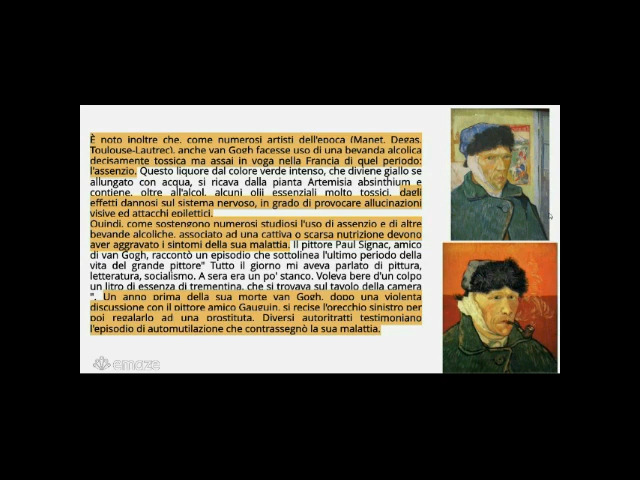 È noto inoltre che, come numerosi artisti dell'epoca (Manet, Degas,
Toulouse-Lautrec), anche van Gogh facesse uso di una bevanda alcolica
decisamente tossica ma assai in voga nella Francia di quel periodo:
l'assenzio. Questo liquore dal colore verde intenso, che diviene giallo se
allungato con acqua, si ricava dalla pianta Artemisia absinthium e
contiene, oltre all'alcol, alcuni olii essenziali molto tossici, dagli
effetti dannosi sul sistema nervoso, in grado di provocare allucinazioni
visive ed attacchi epilettici.
Quindi, come sostengono numerosi studiosi l'uso di assenzio e di altre
bevande alcoliche, associato ad una cattiva o scarsa nutrizione devono
aver aggravato i sintomi della sua malattia. Il pittore Paul Signac, amico
di van Gogh, raccontò un episodio che sottolinea l'ultimo periodo della
vita del grande pittore" Tutto il giorno mi aveva parlato di pittura,
letteratura, socialismo. A sera era un po' stanco. Voleva bere d'un colpo
un litro di essenza di trementina, che si trovava sul tavolo della camera
". Un anno prima della sua morte van Gogh, dopo una violenta
discussione con il pittore amico Gauguin, si recise l'orecchio sinistro per
poi regalarlo ad una prostituta. Diversi autoritratti testimoniano
l'episodio di automutilazione che contrassegnò la sua malattia.
amaze